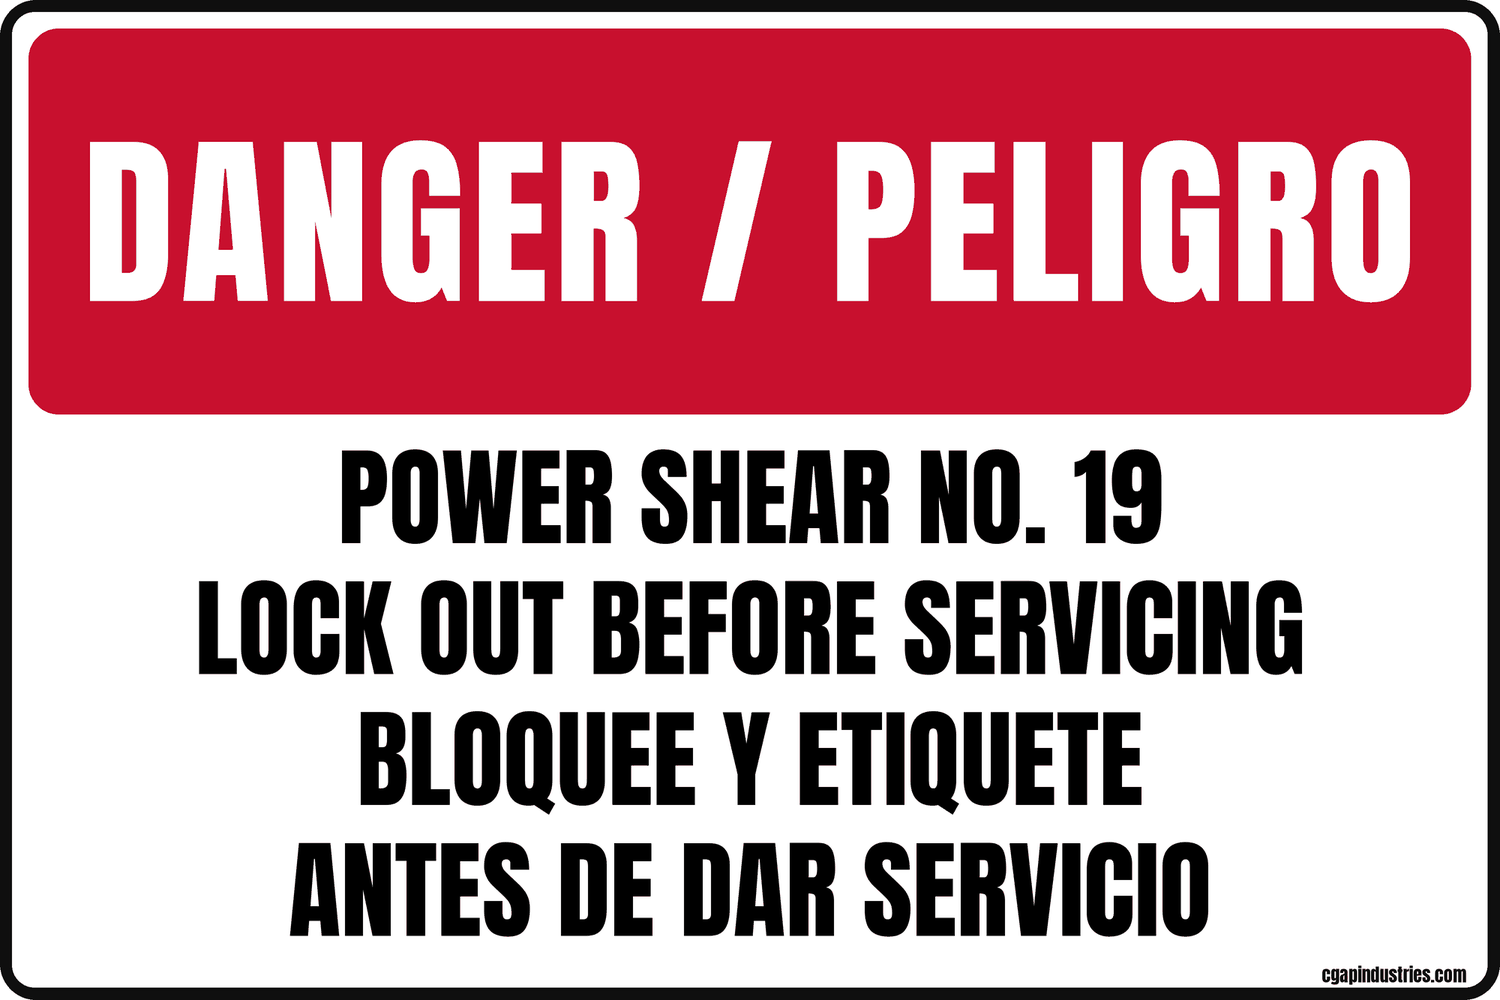 DANGER / PELIGRO
POWER SHEAR NO. 19
LOCK OUT BEFORE SERVICING
BLOQUEE Y ETIQUETE
ANTES DE DAR SERVICIO
cgapindustries.com